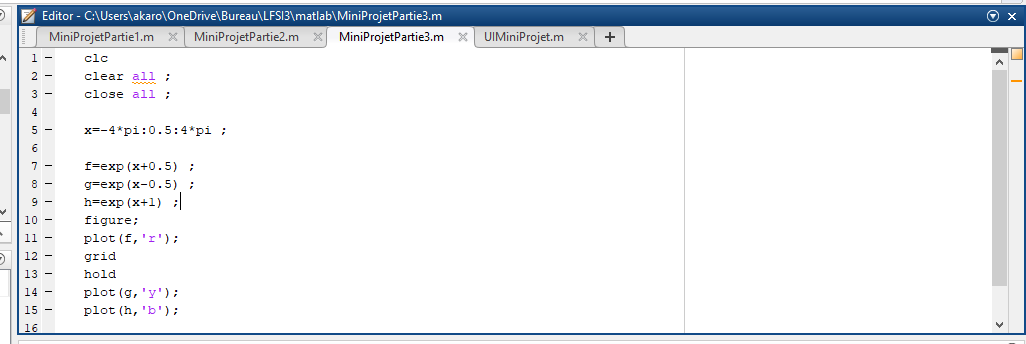 Editor - C:\Users\akaro\OneDrive\Bureau\LFSI3\matlab\MiniProjetPartie3.m
MiniProjetPartie1.m MiniProjetPartie2.m MiniProjetPartie3.m UIMiniProjet.m +
1 - clc
2 - clear all ;
3 - close all ;
4
5 - x=-4*pi:0.5:4*pi ;
6
7 - f=exp(x+0.5) ;
8 - g=exp(x-0.5) ;
9 - h=exp(x+1) ;
10 - figure;
11 - plot(f,'r');
12 - grid
13 - hold
14 - plot(g,'y');
15 - plot(h,'b');
16